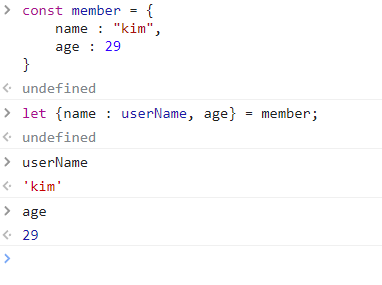 > const member = {
name : "kim",
age : 29
}
<· undefined
> let {name : userName, age} = member;
<· undefined
> userName
<· 'kim'
> age
<· 29
>